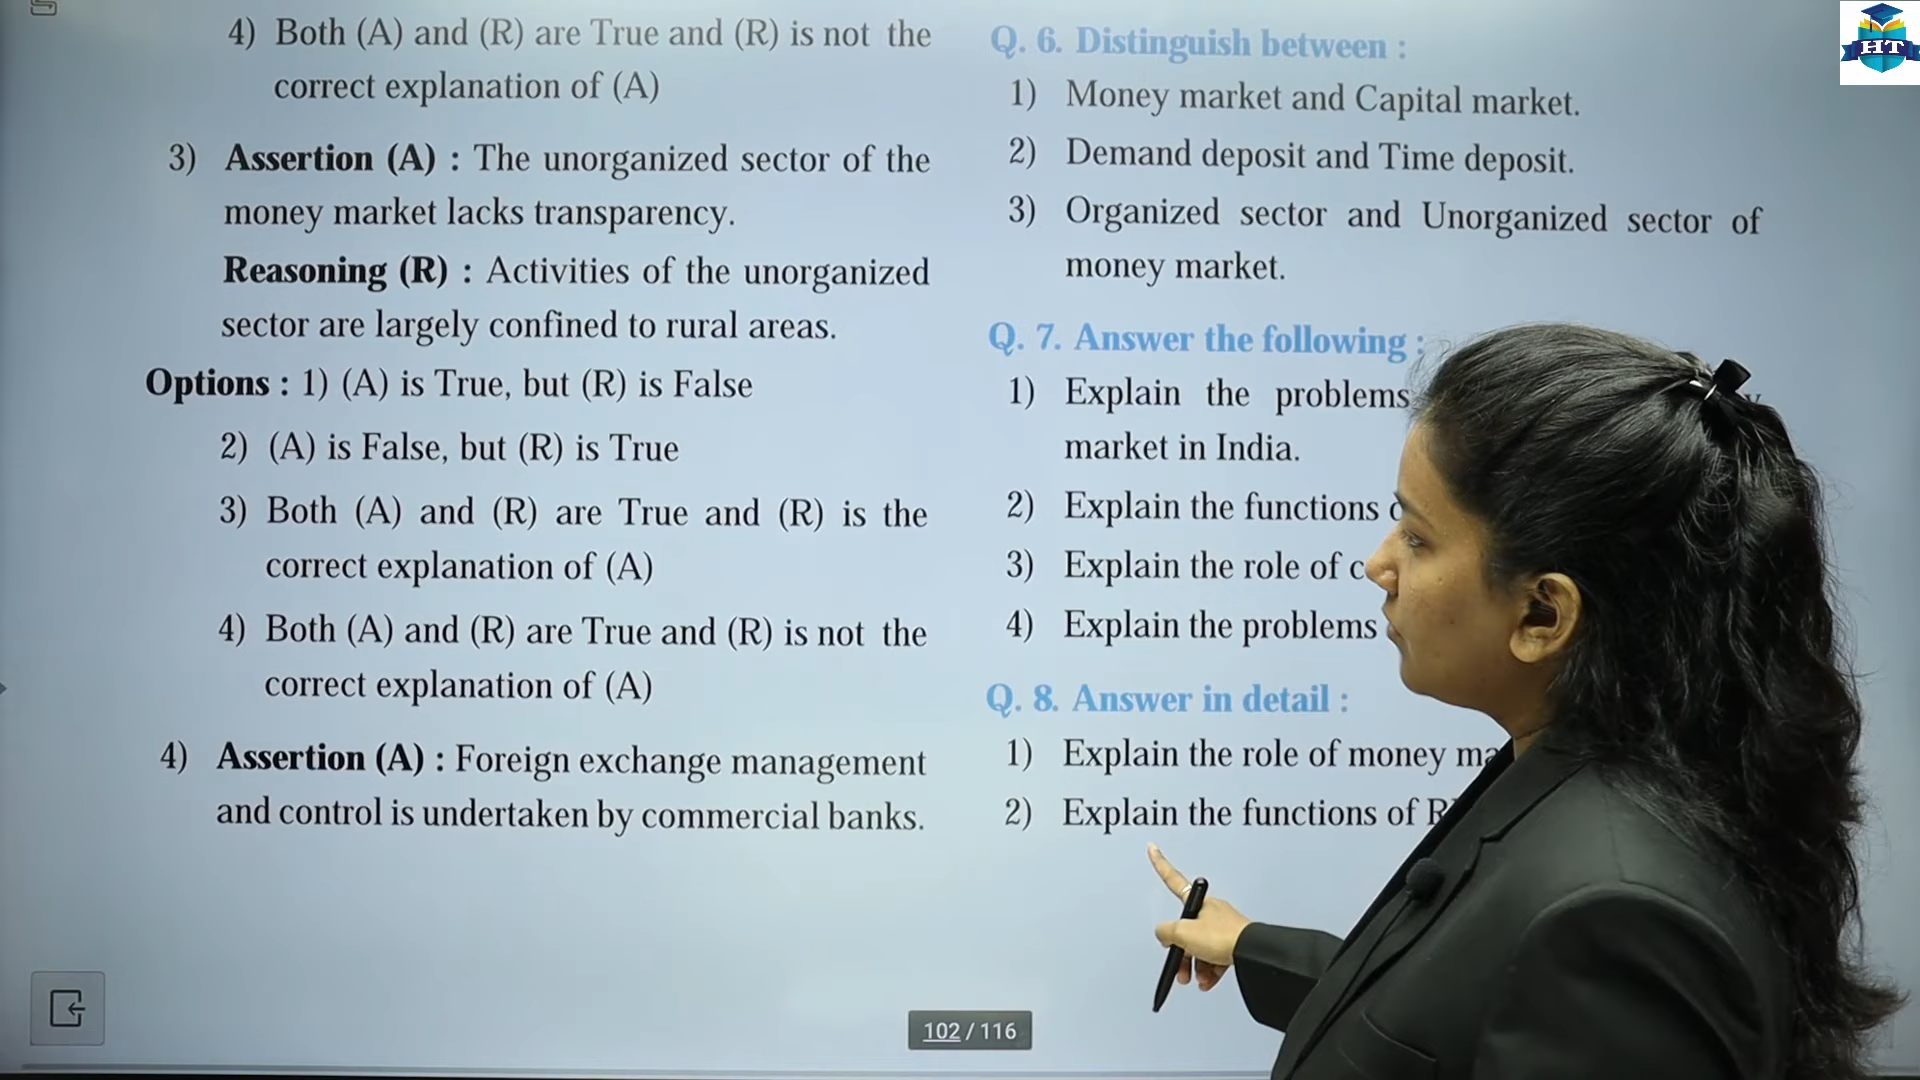 4) Both (A) and (R) are True and (R) is not the
correct explanation of (A)
3) Assertion (A) : The unorganized sector of the
money market lacks transparency.
Reasoning (R) : Activities of the unorganized
sector are largely confined to rural areas.
Options : 1) (A) is True, but (R) is False
2) (A) is False, but (R) is True
3) Both (A) and (R) are True and (R) is the
correct explanation of (A)
4) Both (A) and (R) are True and (R) is not the
correct explanation of (A)
4) Assertion (A) : Foreign exchange management
and control is undertaken by commercial banks.
Q. 6. Distinguish between :
1) Money market and Capital market.
2) Demand deposit and Time deposit.
3) Organized sector and Unorganized sector of
money market.
Q. 7. Answer the following :
1) Explain the problems
market in India.
2) Explain the functions
3) Explain the role of
4) Explain the problems
Q. 8. Answer in detail :
1) Explain the role of money
2) Explain the functions of
102 / 116
HT